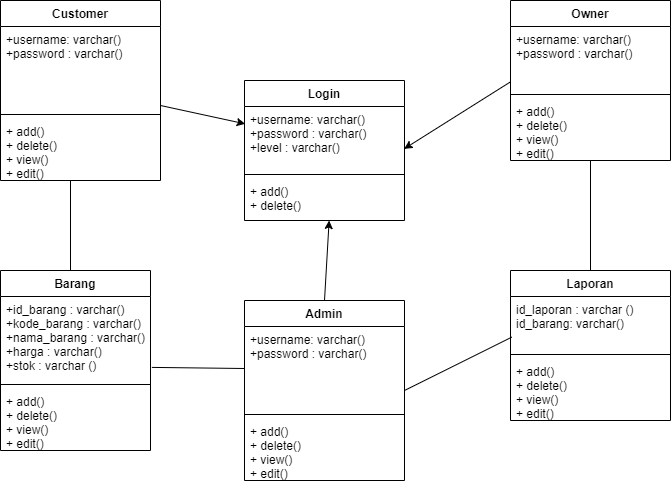 Customer
+username: varchar()
+password : varchar()
+ add()
+ delete()
+ view()
+ edit()
Owner
+username: varchar()
+password : varchar()
+ add()
+ delete()
+ view()
+ edit()
Login
+username: varchar()
+password : varchar()
+level : varchar()
+ add()
+ delete()
Barang
+id_barang : varchar()
+kode_barang : varchar()
+nama_barang : varchar()
+harga : varchar()
+stok : varchar ()
+ add()
+ delete()
+ view()
+ edit()
Admin
+username: varchar()
+password : varchar()
+ add()
+ delete()
+ view()
+ edit()
Laporan
id_laporan : varchar ()
id_barang: varchar()
+ add()
+ delete()
+ view()
+ edit()